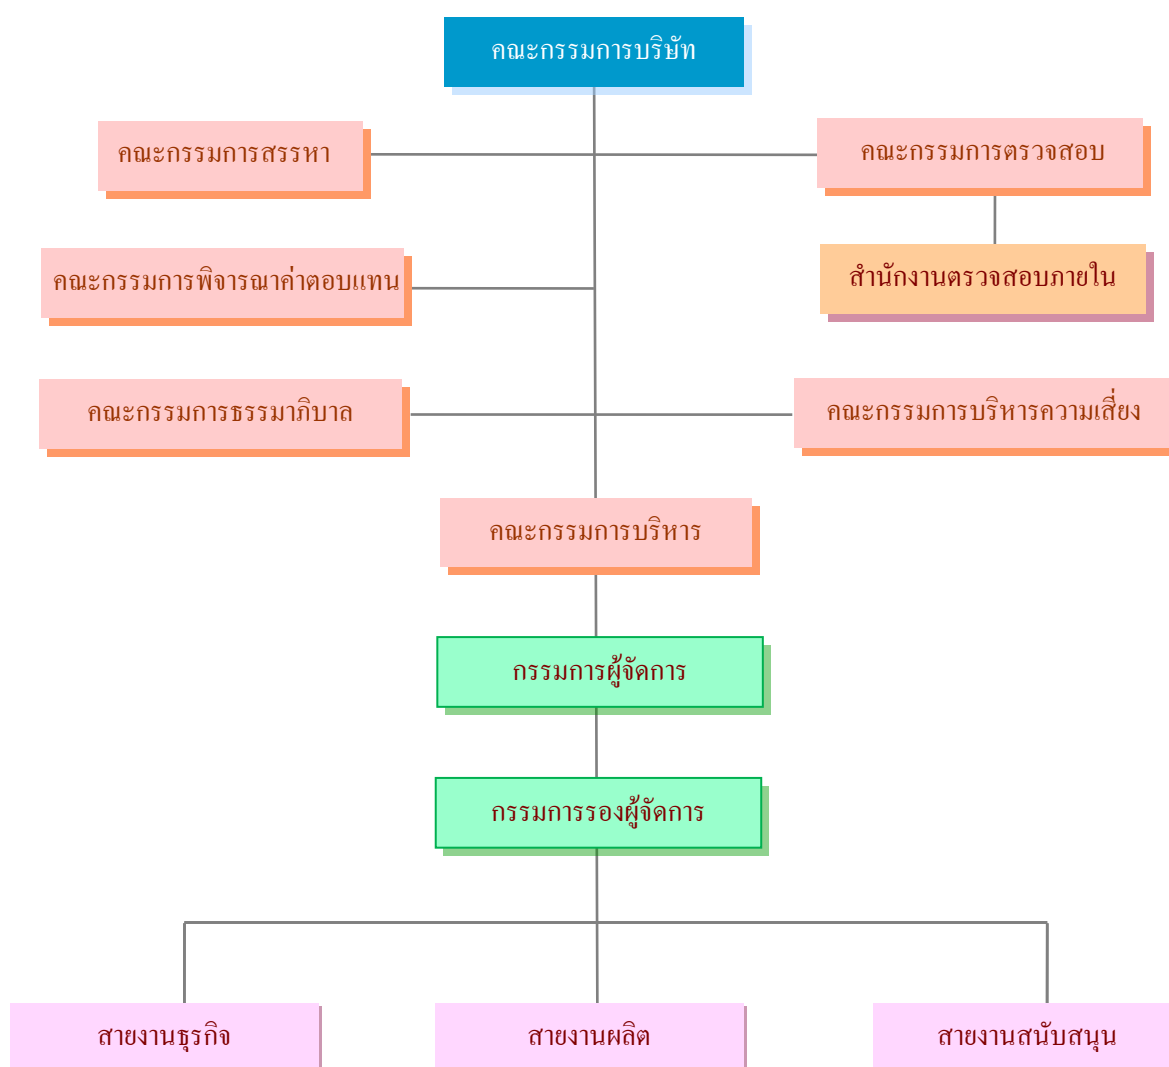 คณะกรรมการบริษัท
คณะกรรมการสรรหา
คณะกรรมการตรวจสอบ
คณะกรรมการพิจารณาค่าตอบแทน
สำนักงานตรวจสอบภายใน
คณะกรรมการธรรมาภิบาล
คณะกรรมการบริหารความเสี่ยง
คณะกรรมการบริหาร
กรรมการผู้จัดการ
กรรมการรองผู้จัดการ
สายงานธุรกิจ
สายงานผลิต
สายงานสนับสนุน